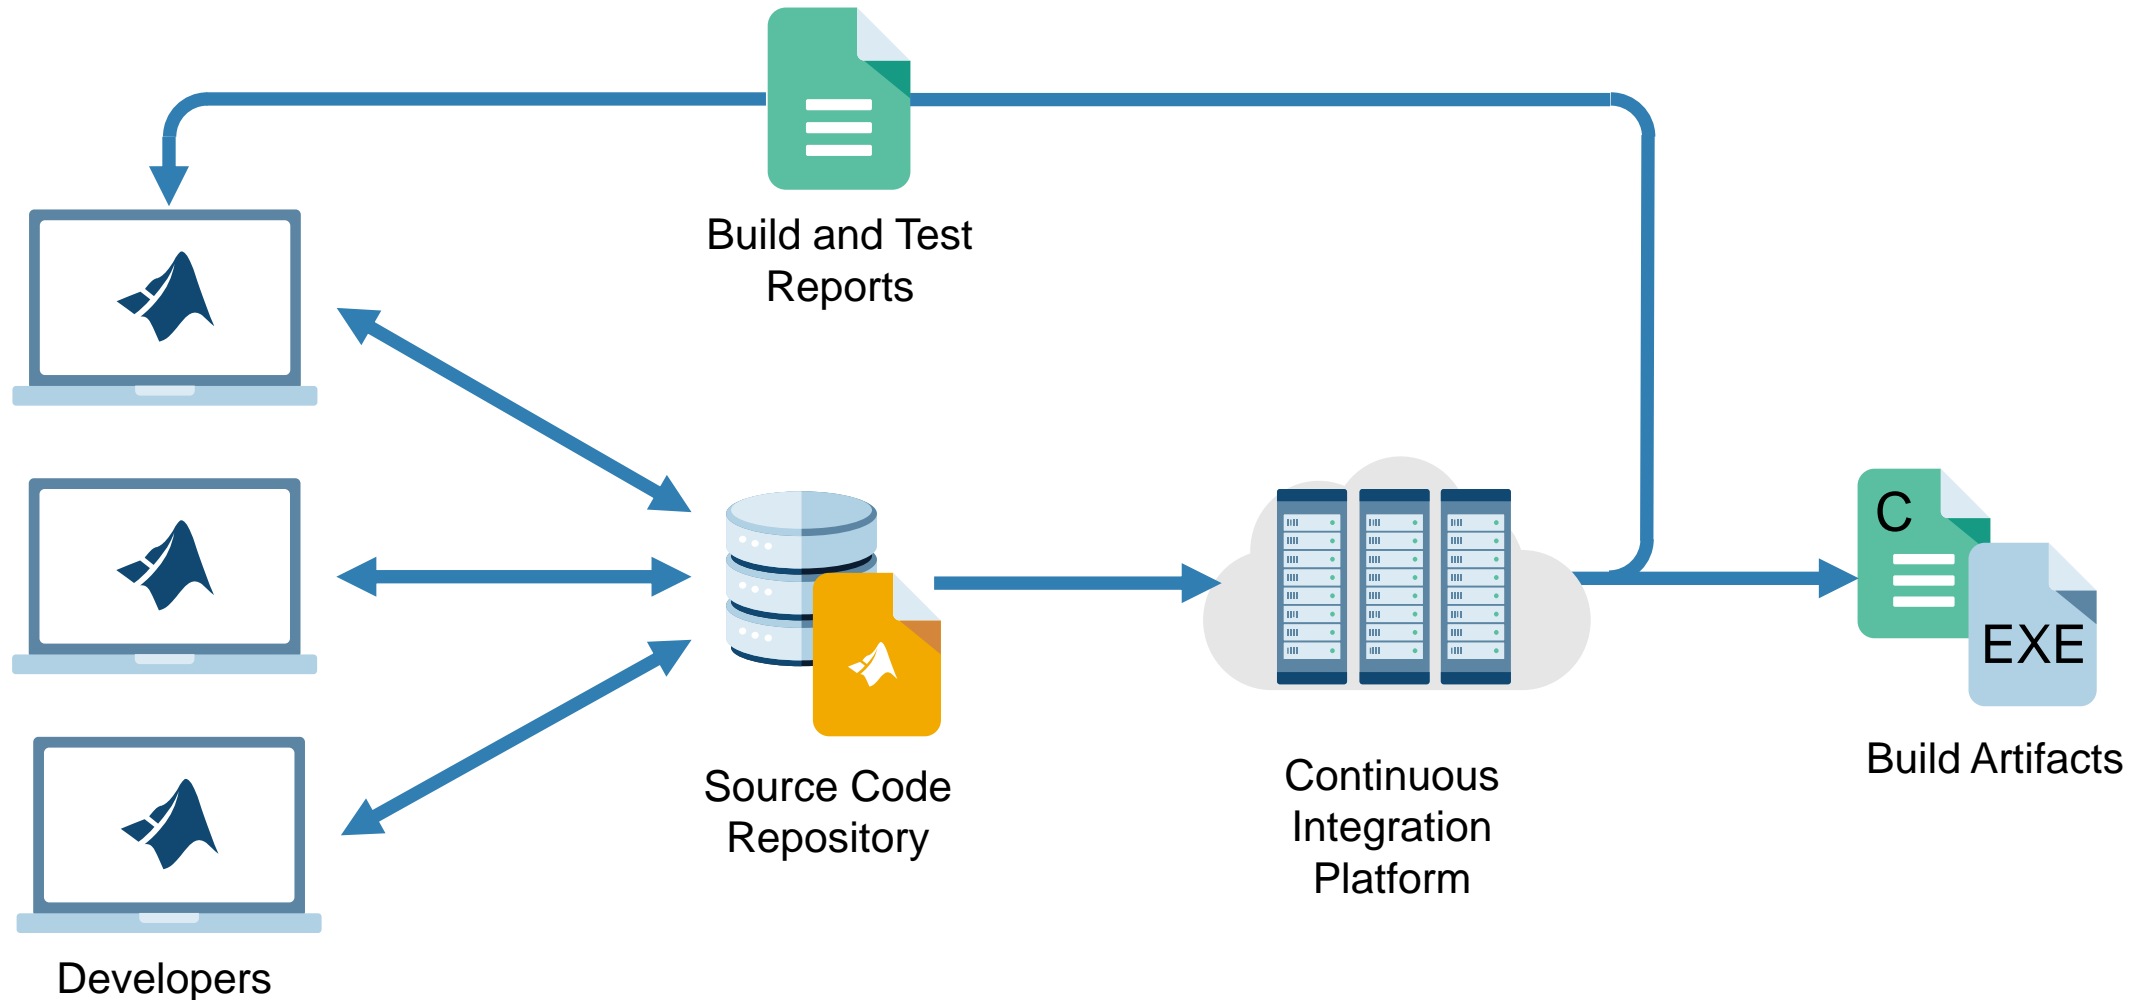 Build and Test
Reports
C
EXE
Source Code
Repository
Continuous
Integration
Platform
Build Artifacts
Developers